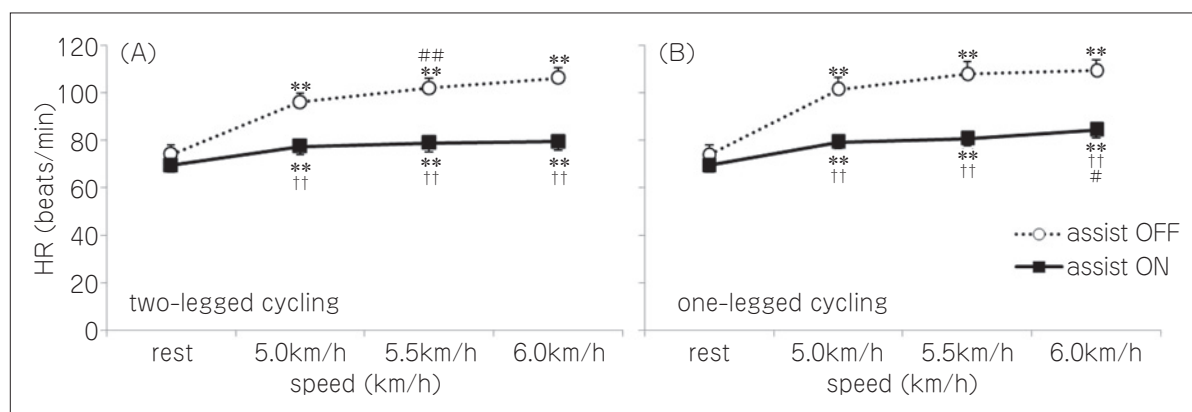 120
100
80
60
40
20
0
HR (beats/min)
(A)
**
##
**
**
**
††
**
††
**
††
two-legged cycling
rest 5.0km/h 5.5km/h 6.0km/h
speed (km/h)
(B)
**
**
**
**
††
**
††
**
††
#
assist OFF
assist ON
one-legged cycling
rest 5.0km/h 5.5km/h 6.0km/h
speed (km/h)